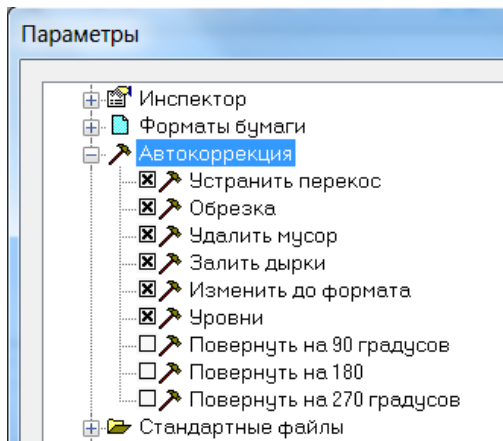 Параметры
Инспектор
Форматы бумаги
Автокоррекция
Устранить перекос
Обрезка
Удалить мусор
Залить дырки
Изменить до формата
Уровни
Повернуть на 90 градусов
Повернуть на 180
Повернуть на 270 градусов
Стандартные файлы